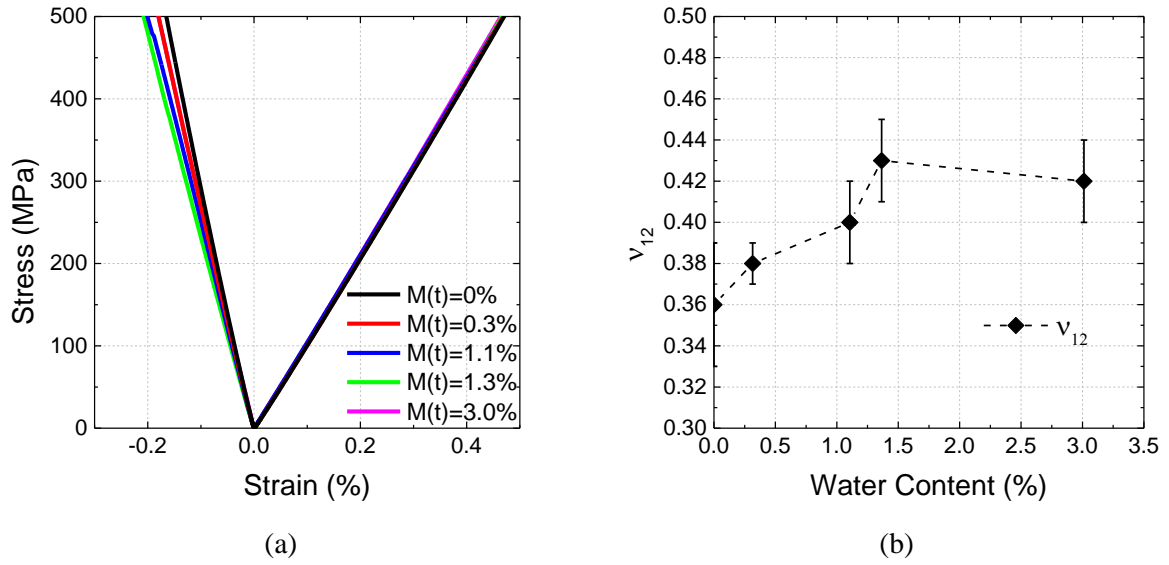 500
400
300
200
100
0
Stress (MPa)
-0.2 0.0 0.2 0.4
Strain (%)
M(t)=0%
M(t)=0.3%
M(t)=1.1%
M(t)=1.3%
M(t)=3.0%
(a)
0.50
0.48
0.46
0.44
0.42
0.40
0.38
0.36
0.34
0.32
0.30
ν12
0.0 0.5 1.0 1.5 2.0 2.5 3.0 3.5
Water Content (%)
ν12
(b)